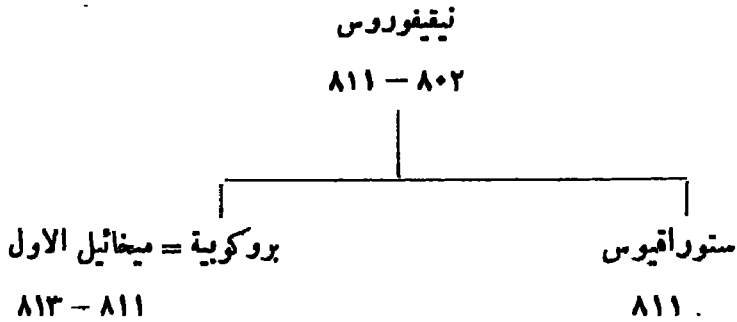 نيقيفوروس
٨٠٢ – ٨١١
ستوراقيوس
بروكوبية = ميخائيل الاول
٨١١
٨١١ – ٨١٣